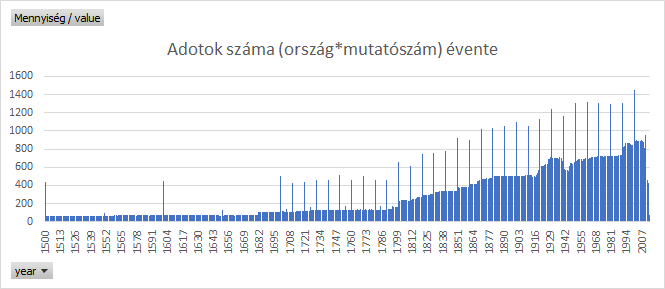 Mennyiség / value
Adotok száma (ország*mutatószám) évente
1600
1400
1200
1000
800
600
400
200
0
1500 1513 1526 1539 1552 1565 1578 1591 1604 1617 1630 1643 1656 1669 1682 1695 1708 1721 1734 1747 1760 1773 1786 1799 1812 1825 1838 1851 1864 1877 1890 1903 1916 1929 1942 1955 1968 1981 1994 2007
year